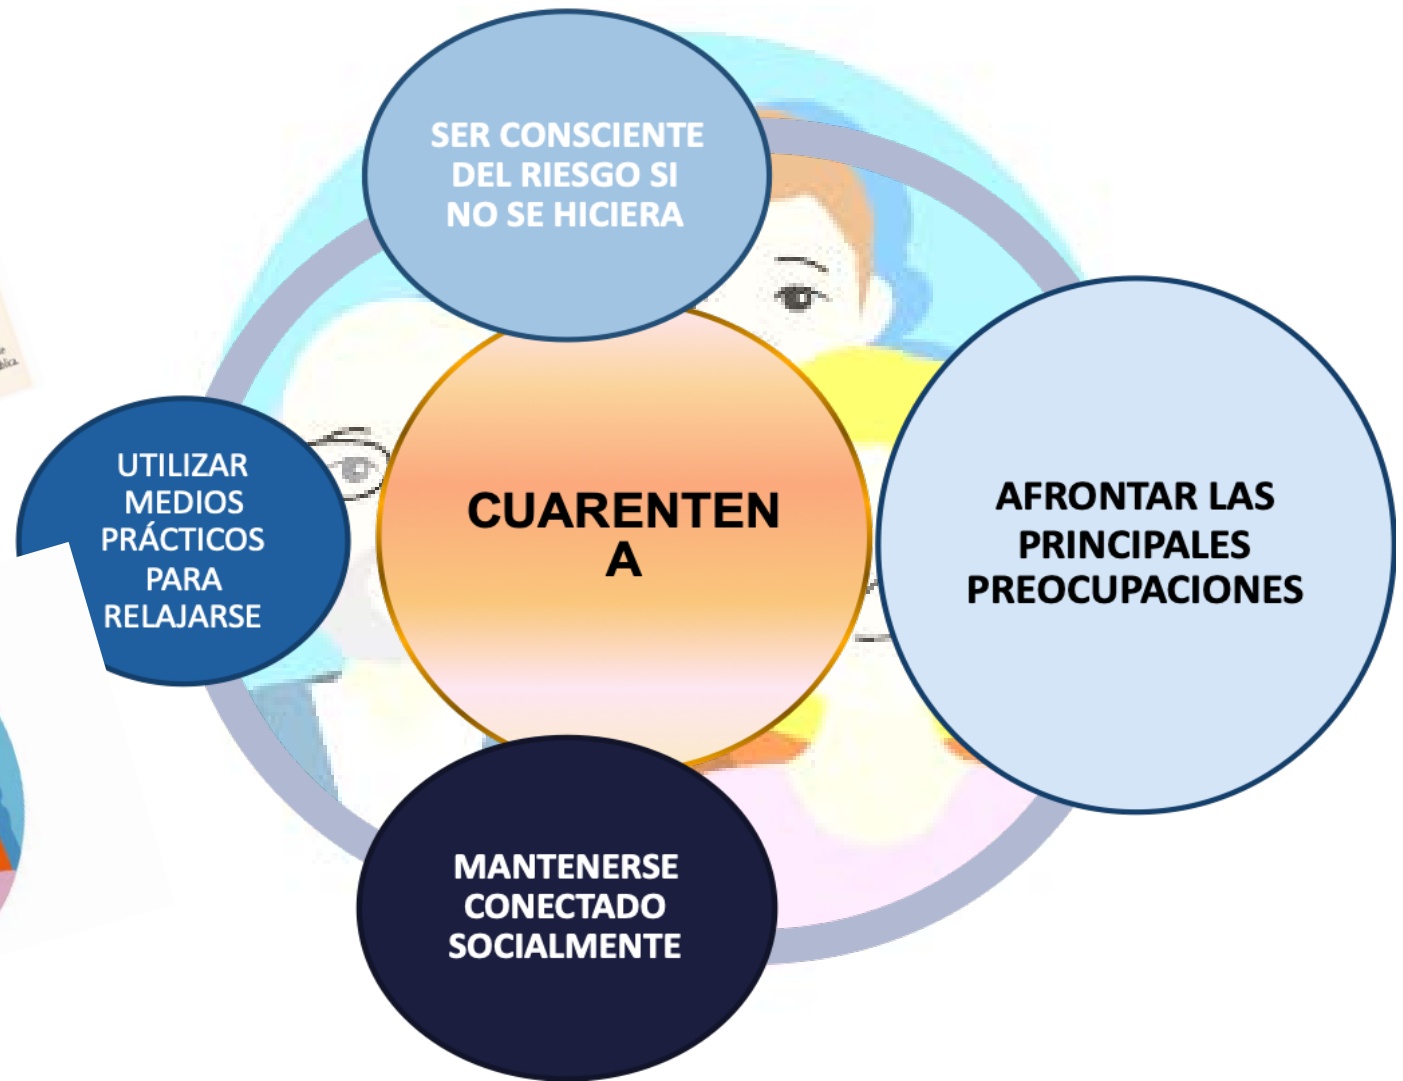 SER CONSCIENTE
DEL RIESGO SI
NO SE HICIERA
UTILIZAR
MEDIOS
PRÁCTICOS
PARA
RELAJARSE
CUARENTEN
A
AFRONTAR LAS
PRINCIPALES
PREOCUPACIONES
MANTENERSE
CONECTADO
SOCIALMENTE